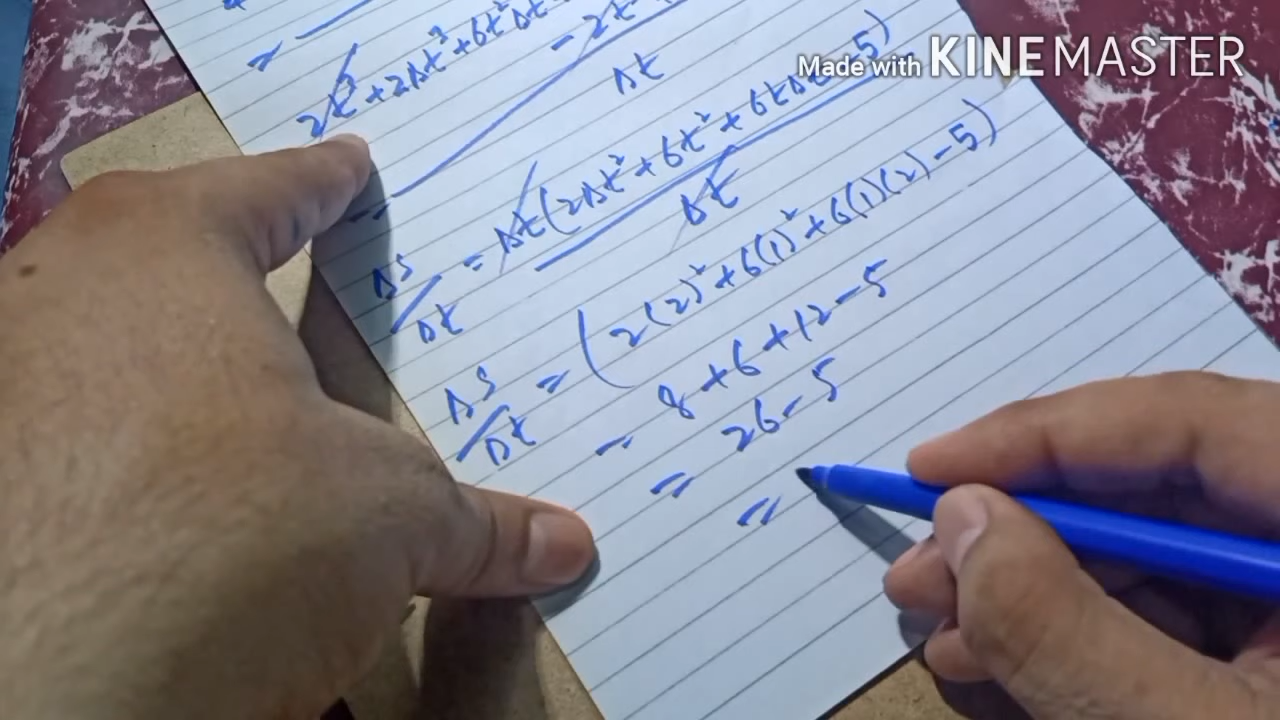 Made with KINEMASTER
=
2t³ + 2Δt³ + 6t²Δt
- 2t
Δt
=
ΔS/Δt = Δt(2Δt² + 6t² + 6tΔt - 5)
Δt
ΔS/Δt = (2(2)² + 6(1)² + 6(1)(2) - 5)
= 8 + 6 + 12 - 5
= 26 - 5
=